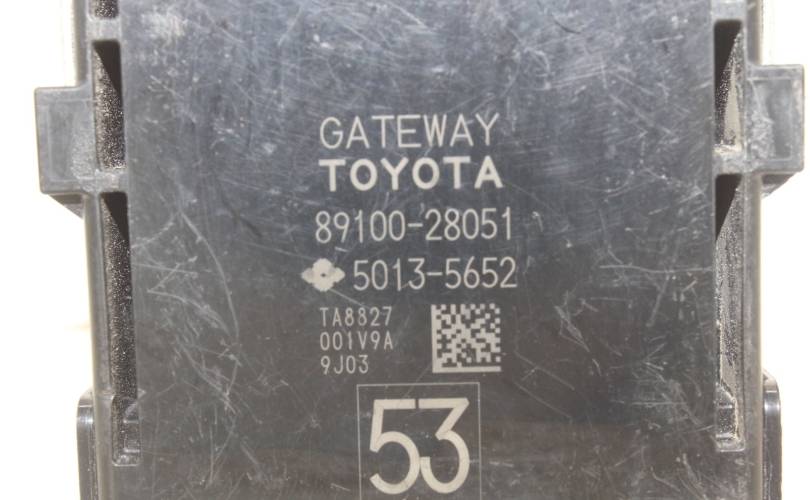 GATEWAY
TOYOTA
89100-28051
5013-5652
TA8827
001V9A
9J03
53